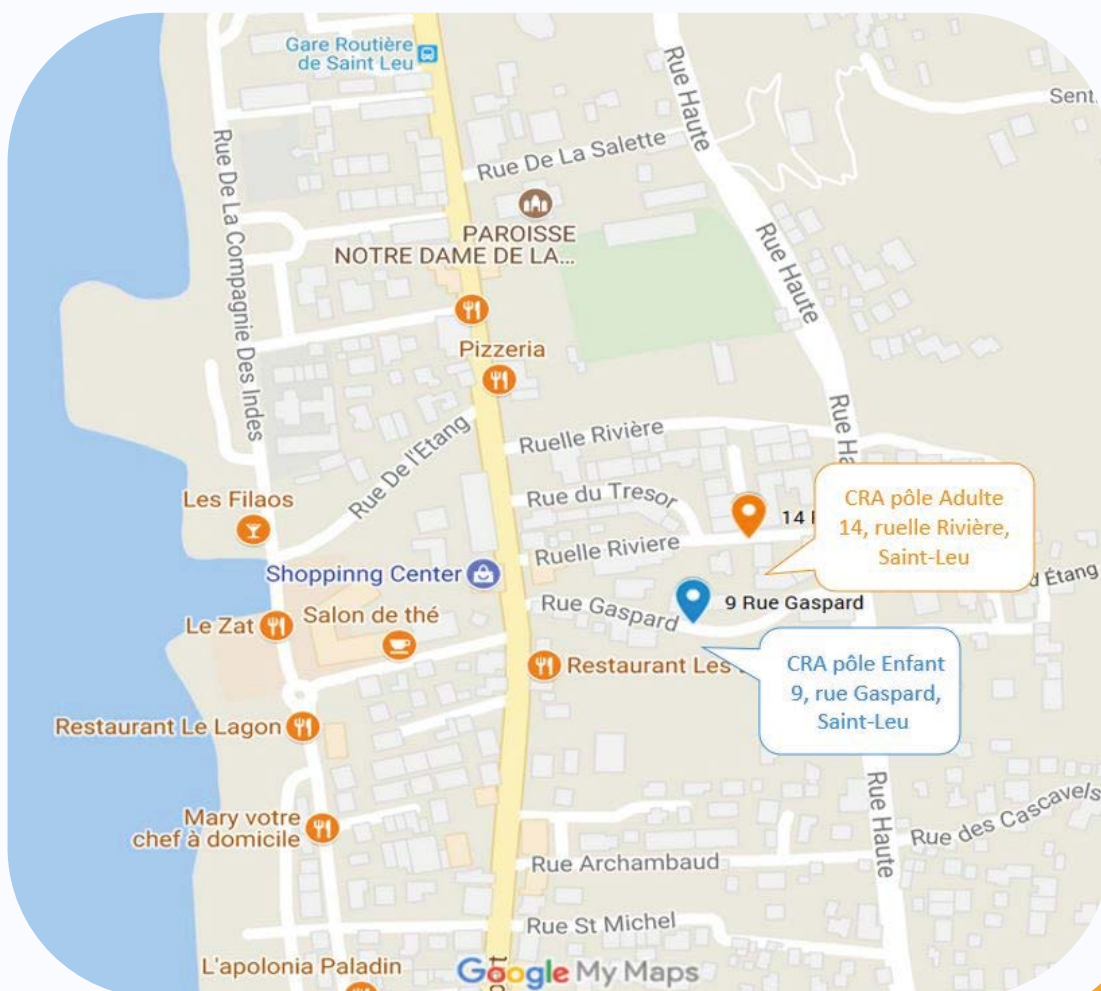 Gare Routière
de Saint Leu
Rue Haute
Sent.
Rue De La Salette
Rue De La Compagnie Des Indes
PAROISSE
NOTRE DAME DE LA...
Rue Haute
Pizzeria
Rue De l'Etang
Ruelle Rivière
Rue Ha
Les Filaos
Rue du Tresor
14
CRA pôle Adulte
14, ruelle Rivière,
Saint-Leu
Shoppinng Center
Ruelle Riviere
d Étang
Le Zat
Salon de thé
Rue Gaspard
9 Rue Gaspard
Restaurant Les
CRA pôle Enfant
9, rue Gaspard,
Saint-Leu
Restaurant Le Lagon
Rue Haute
Mary votre
chef à domicile
Rue des Cascavels
Rue Archambaud
Rue St Michel
L'apolonia Paladin
Google My Maps